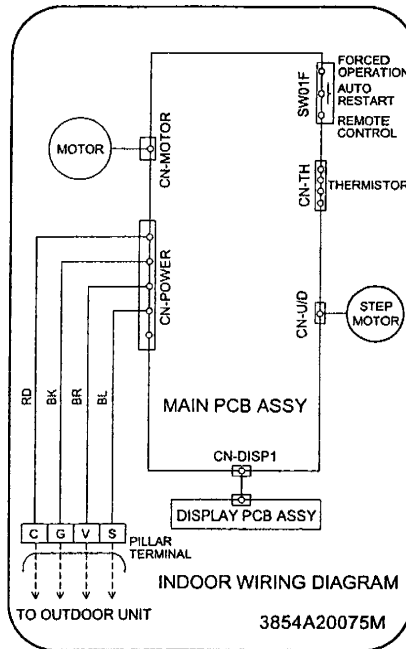 FORCED
OPERATION
AUTO
RESTART
REMOTE
CONTROL
SW01F
MOTOR
CN-MOTOR
CN-TH
THERMISTOR
CN-POWER
CN-U/D
STEP
MOTOR
RD
BK
BR
BL
MAIN PCB ASSY
CN-DISP1
DISPLAY PCB ASSY
C G V S
PILLAR
TERMINAL
INDOOR WIRING DIAGRAM
TO OUTDOOR UNIT
3854A20075M